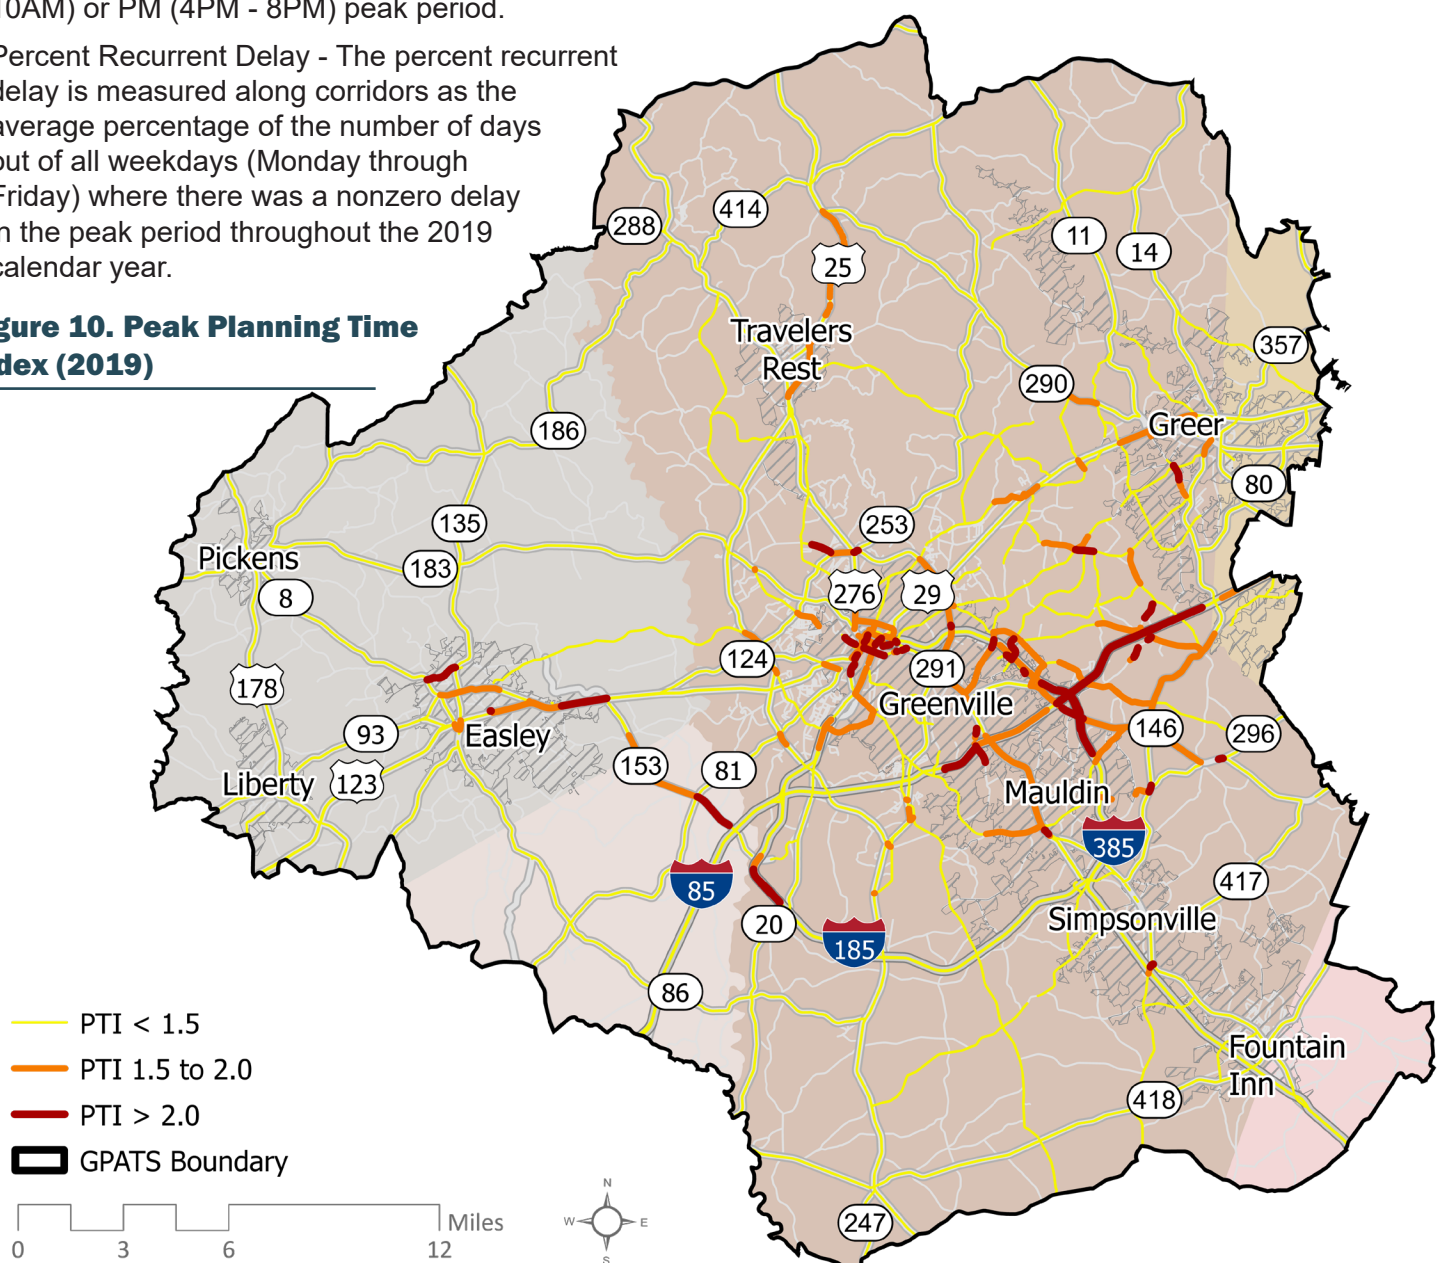 10AM) or PM (4PM - 8PM) peak period.
Percent Recurrent Delay - The percent recurrent
delay is measured along corridors as the
average percentage of the number of days
out of all weekdays (Monday through
Friday) where there was a nonzero delay
in the peak period throughout the 2019
calendar year.
gure 10. Peak Planning Time
dex (2019)
288
414
25
11
14
357
Travelers
Rest
290
Greer
186
80
135
253
Pickens
183
8
276
29
124
291
178
Greenville
93
Easley
146
296
153
81
Liberty
123
Mauldin
385
85
417
20
Simpsonville
185
86
Fountain
Inn
418
247
PTI < 1.5
PTI 1.5 to 2.0
PTI > 2.0
GPATS Boundary
Miles
0 3 6 12
N
W E
S